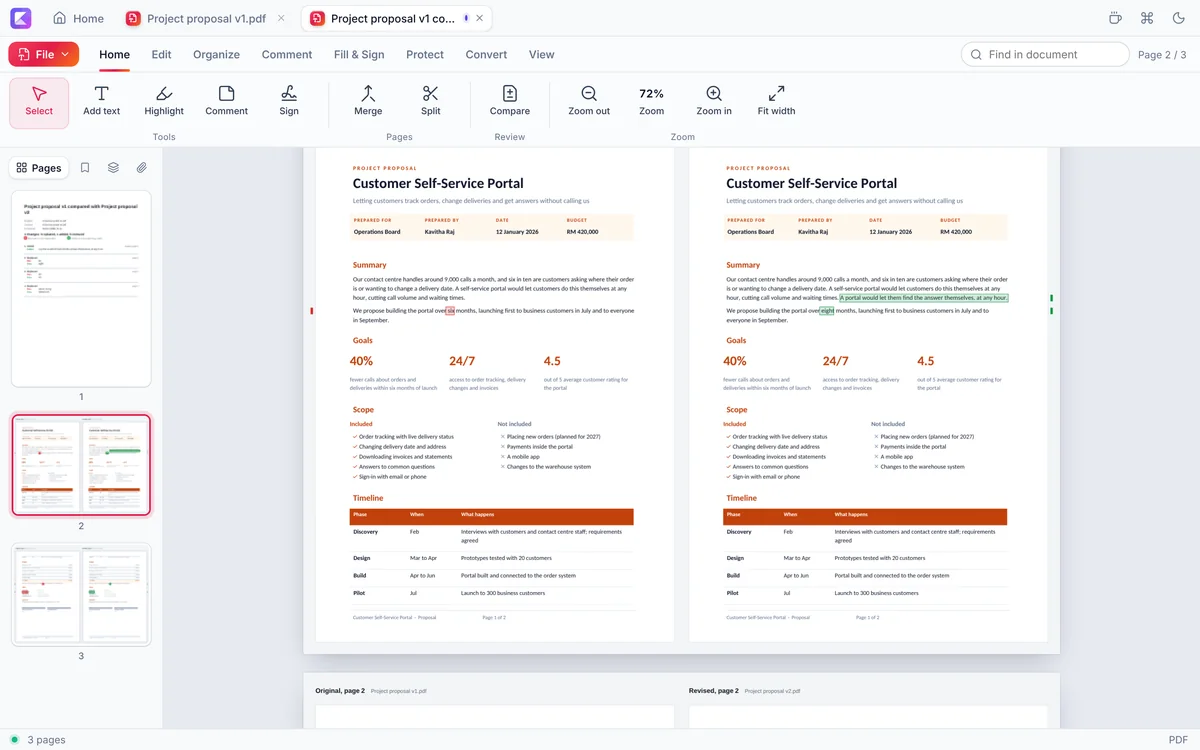 Home
Project proposal v1.pdf
Project proposal v1 co...
File
Home
Edit
Organize
Comment
Fill & Sign
Protect
Convert
View
Find in document
Page 2 / 3
Select
Add text
Highlight
Comment
Sign
Merge
Split
Compare
Zoom out
72%
Zoom
Zoom in
Fit width
Tools
Pages
Review
Zoom
Pages
1
2
3
PROJECT PROPOSAL
Customer Self-Service Portal
Letting customers track orders, change deliveries and get answers without calling us
PREPARED FOR
PREPARED BY
DATE
BUDGET
Operations Board
Kavitha Raj
12 January 2026
RM 420,000
Summary
Our contact centre handles around 9,000 calls a month, and six in ten are customers asking where their order
is or wanting to change a delivery date. A self-service portal would let customers do this themselves at any
hour, cutting call volume and waiting times.
We propose building the portal over six months, launching first to business customers in July and to everyone
in September.
Goals
40%
24/7
4.5
fewer calls about orders and
deliveries within six months of launch
access to order tracking, delivery
changes and invoices
out of 5 average customer rating for
the portal
Scope
Included
Not included
Order tracking with live delivery status
Placing new orders (planned for 2027)
Changing delivery date and address
Payments inside the portal
Downloading invoices and statements
A mobile app
Answers to common questions
Changes to the warehouse system
Sign-in with email or phone
Timeline
Phase
When
What happens
Discovery
Feb
Interviews with customers and contact centre staff; requirements
agreed
Design
Mar to Apr
Prototypes tested with 20 customers
Build
Apr to Jun
Portal built and connected to the order system
Pilot
Jul
Launch to 300 business customers
Customer Self-Service Portal - Proposal
Page 1 of 2
PROJECT PROPOSAL
Customer Self-Service Portal
Letting customers track orders, change deliveries and get answers without calling us
PREPARED FOR
PREPARED BY
DATE
BUDGET
Operations Board
Kavitha Raj
12 January 2026
RM 420,000
Summary
Our contact centre handles around 9,000 calls a month, and six in ten are customers asking where their order
is or wanting to change a delivery date. A self-service portal would let customers do this themselves at any
hour, cutting call volume and waiting times. A portal would let them find the answer themselves, at any hour.
We propose building the portal over eight months, launching first to business customers in July and to
everyone in September.
Goals
40%
24/7
4.5
fewer calls about orders and
deliveries within six months of launch
access to order tracking, delivery
changes and invoices
out of 5 average customer rating for
the portal
Scope
Included
Not included
Order tracking with live delivery status
Placing new orders (planned for 2027)
Changing delivery date and address
Payments inside the portal
Downloading invoices and statements
A mobile app
Answers to common questions
Changes to the warehouse system
Sign-in with email or phone
Timeline
Phase
When
What happens
Discovery
Feb
Interviews with customers and contact centre staff; requirements
agreed
Design
Mar to Apr
Prototypes tested with 20 customers
Build
Apr to Jun
Portal built and connected to the order system
Pilot
Jul
Launch to 300 business customers
Customer Self-Service Portal - Proposal
Page 1 of 2
Original, page 2
Project proposal v1.pdf
Revised, page 2
Project proposal v2.pdf
3 pages
PDF